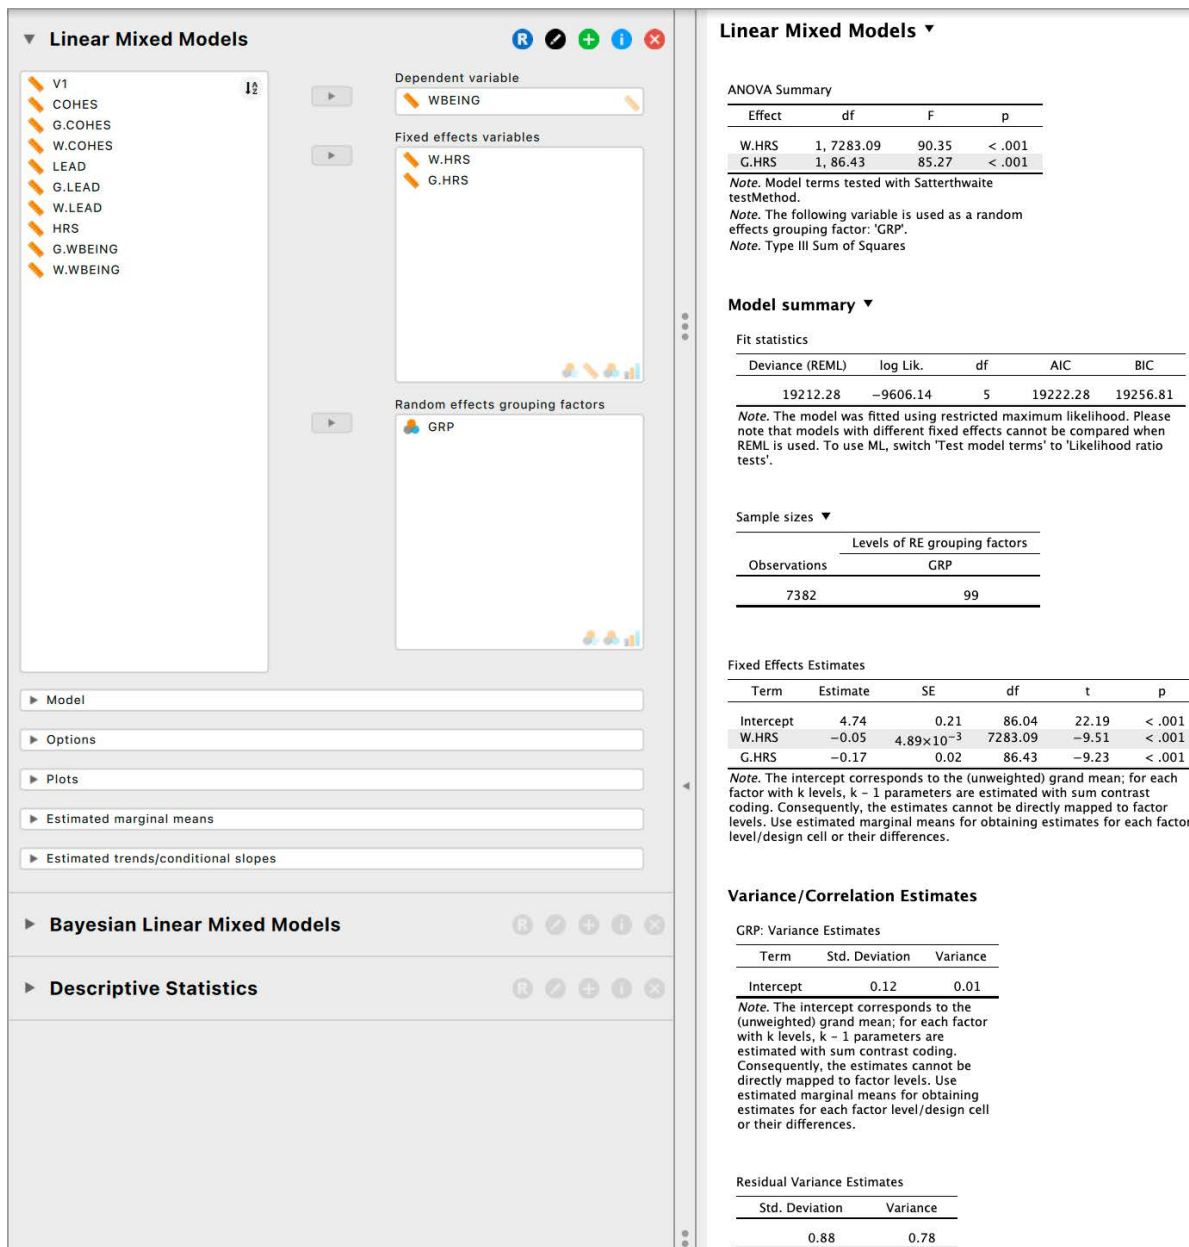 Linear Mixed Models
R
i
V1
COHES
G.COHES
W.COHES
LEAD
G.LEAD
W.LEAD
HRS
G.WBEING
W.WBEING
Dependent variable
WBEING
Fixed effects variables
W.HRS
G.HRS
Random effects grouping factors
GRP
Model
Options
Plots
Estimated marginal means
Estimated trends/conditional slopes
Bayesian Linear Mixed Models
R
i
Descriptive Statistics
R
i
Linear Mixed Models
ANOVA Summary
Effect df F p
W.HRS 1, 7283.09 90.35 < .001
G.HRS 1, 86.43 85.27 < .001
Note. Model terms tested with Satterthwaite
testMethod.
Note. The following variable is used as a random
effects grouping factor: 'GRP'.
Note. Type III Sum of Squares
Model summary
Fit statistics
Deviance (REML) log Lik. df AIC BIC
19212.28 −9606.14 5 19222.28 19256.81
Note. The model was fitted using restricted maximum likelihood. Please
note that models with different fixed effects cannot be compared when
REML is used. To use ML, switch 'Test model terms' to 'Likelihood ratio
tests'.
Sample sizes
Levels of RE grouping factors
Observations GRP
7382 99
Fixed Effects Estimates
Term Estimate SE df t p
Intercept 4.74 0.21 86.04 22.19 < .001
W.HRS −0.05 4.89×10−3 7283.09 −9.51 < .001
G.HRS −0.17 0.02 86.43 −9.23 < .001
Note. The intercept corresponds to the (unweighted) grand mean; for each
factor with k levels, k − 1 parameters are estimated with sum contrast
coding. Consequently, the estimates cannot be directly mapped to factor
levels. Use estimated marginal means for obtaining estimates for each factor
level/design cell or their differences.
Variance/Correlation Estimates
GRP: Variance Estimates
Term Std. Deviation Variance
Intercept 0.12 0.01
Note. The intercept corresponds to the
(unweighted) grand mean; for each factor
with k levels, k − 1 parameters are
estimated with sum contrast coding.
Consequently, the estimates cannot be
directly mapped to factor levels. Use
estimated marginal means for obtaining
estimates for each factor level/design cell
or their differences.
Residual Variance Estimates
Std. Deviation Variance
0.88 0.78